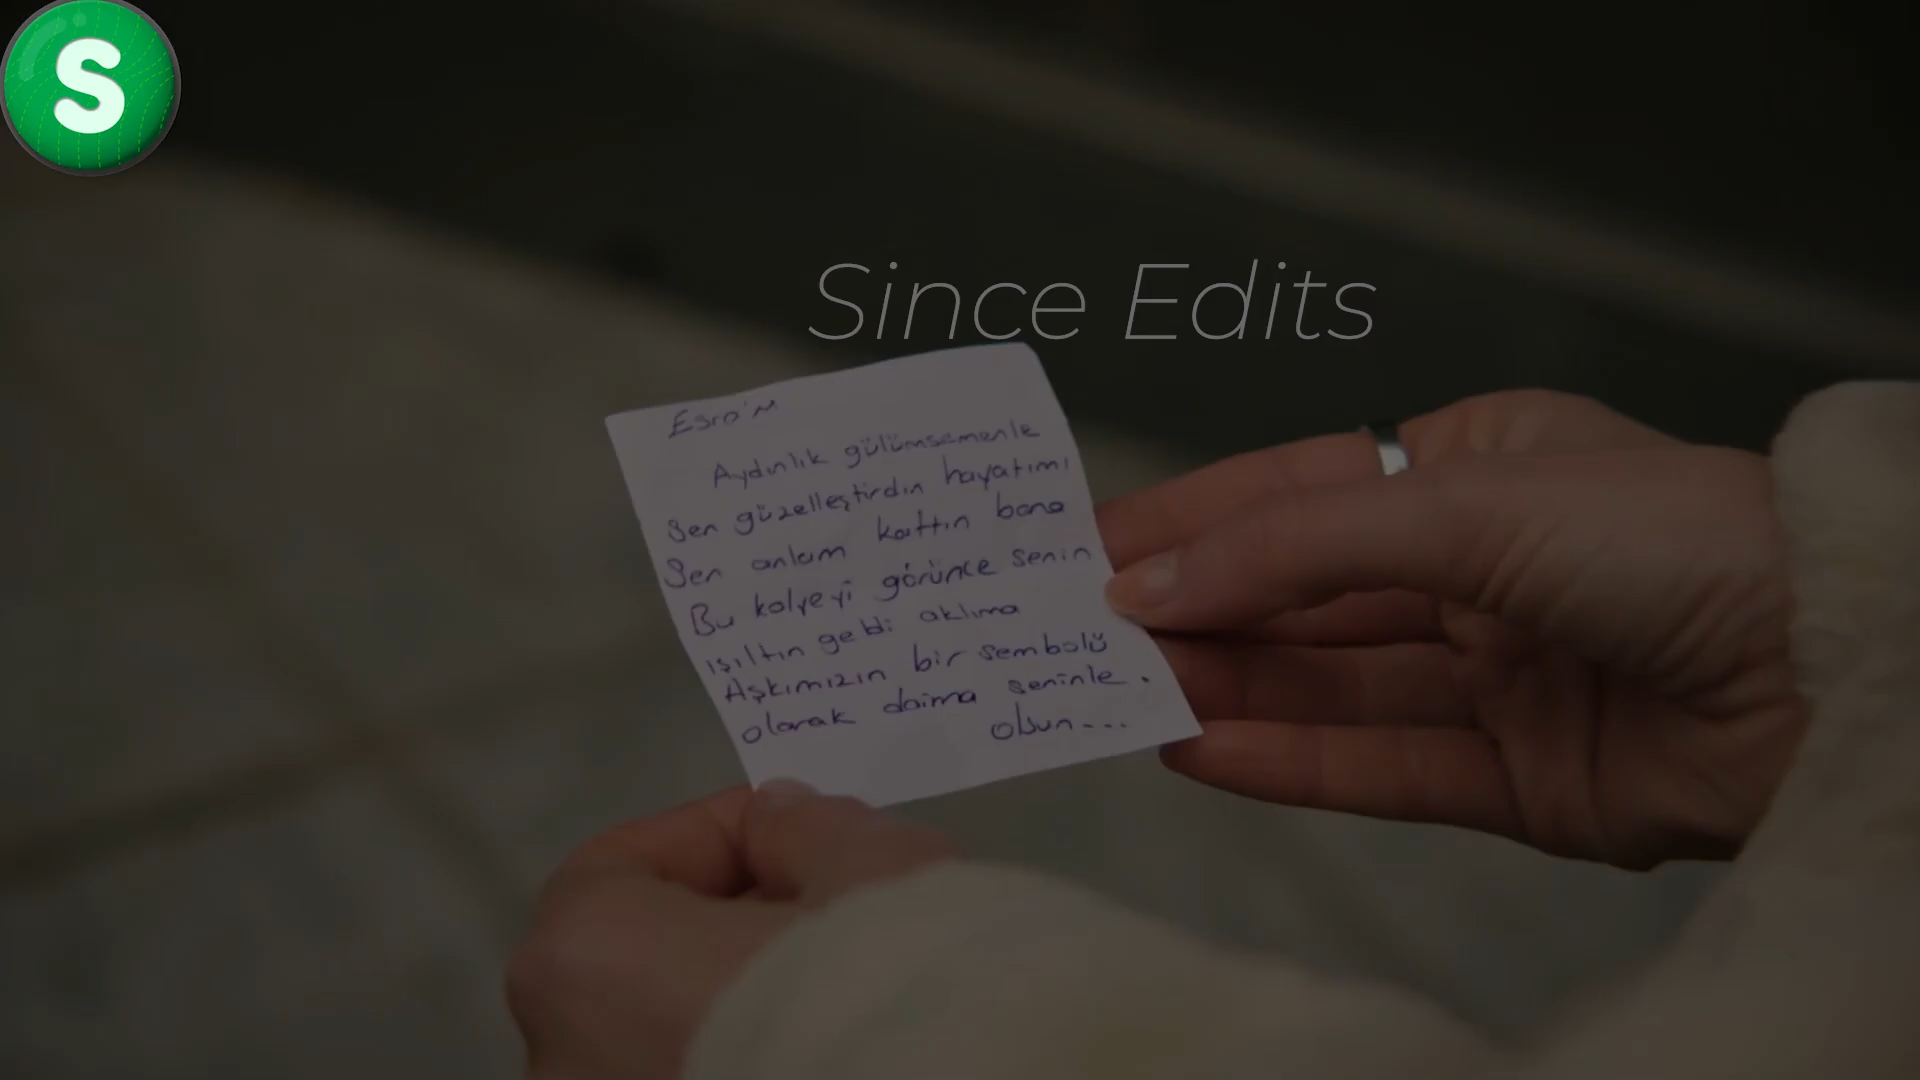 S
Since Edits
Esra'm
Aydınlık gülümsemenle
Sen güzelleştirdin hayatımı
Sen anlam kattın bana
Bu kolyeyi görünce senin
ışıltın geldi aklıma
Aşkımızın bir sembolü
olarak daima seninle.
olsun...